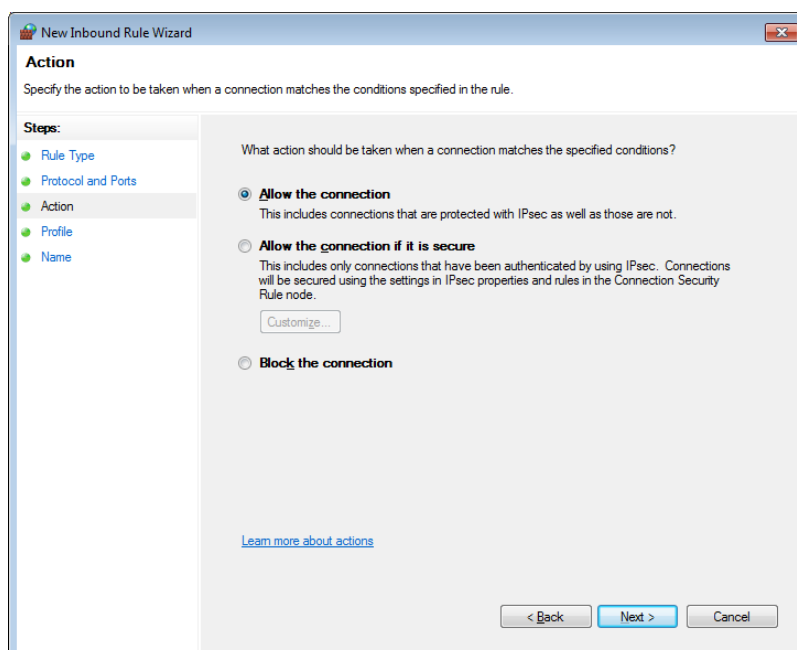 New Inbound Rule Wizard
Action
Specify the action to be taken when a connection matches the conditions specified in the rule.
Steps:
Rule Type
Protocol and Ports
Action
Profile
Name
What action should be taken when a connection matches the specified conditions?
Allow the connection
This includes connections that are protected with IPsec as well as those are not.
Allow the connection if it is secure
This includes only connections that have been authenticated by using IPsec. Connections
will be secured using the settings in IPsec properties and rules in the Connection Security
Rule node.
Customize...
Block the connection
Learn more about actions
< Back
Next >
Cancel